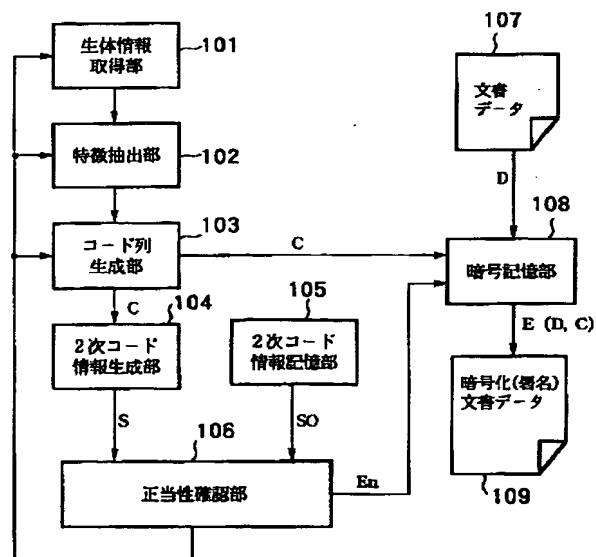 生体情報
取得部
101
特徴抽出部
102
コード列
生成部
103
C
C
104
2次コード
情報生成部
105
2次コード
情報記憶部
S
SO
106
正当性確認部
En
107
文書
データ
D
108
暗号記憶部
E (D, C)
暗号化(署名)
文書データ
109